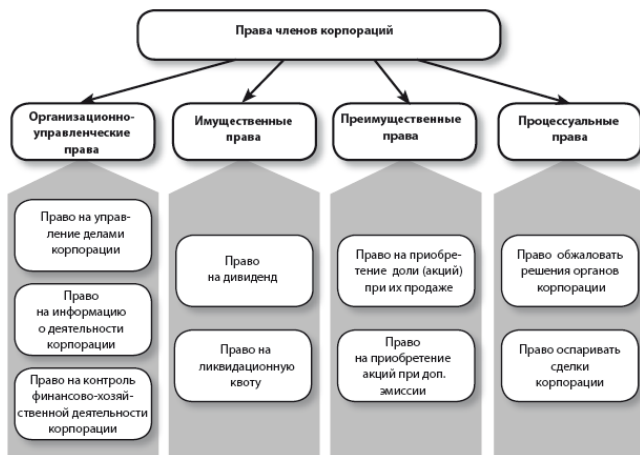 Права членов корпораций
Организационно-
управленческие
права
Имущественные
права
Преимущественные
права
Процессуальные
права
Право на управ-
ление делами
корпорации
Право
на информацию
о деятельности
корпорации
Право на контроль
финансово-хозяй-
ственной деятельности
корпорации
Право
на дивиденд
Право на
ликвидационную
квоту
Право на приобре-
тение доли (акций)
при их продаже
Право
на приобретение
акций при доп.
эмиссии
Право обжаловать
решения органов
корпорации
Право оспаривать
сделки
корпорации